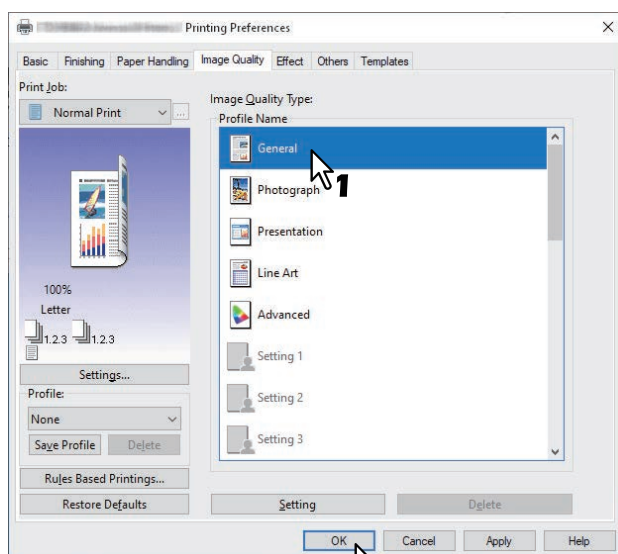 Printing Preferences
Basic Finishing Paper Handling Image Quality Effect Others Templates
Print Job:
Normal Print
...
100%
Letter
1.2.3 1.2.3
Settings...
Profile:
None
Save Profile Delete
Rules Based Printings...
Restore Defaults
Image Quality Type:
Profile Name
General
1
Photograph
Presentation
Line Art
Advanced
Setting 1
Setting 2
Setting 3
Setting Delete
OK Cancel Apply Help